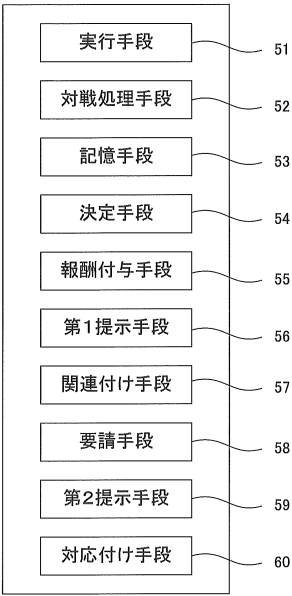 実行手段 51
対戦処理手段 52
記憶手段 53
決定手段 54
報酬付与手段 55
第1提示手段 56
関連付け手段 57
要請手段 58
第2提示手段 59
対応付け手段 60